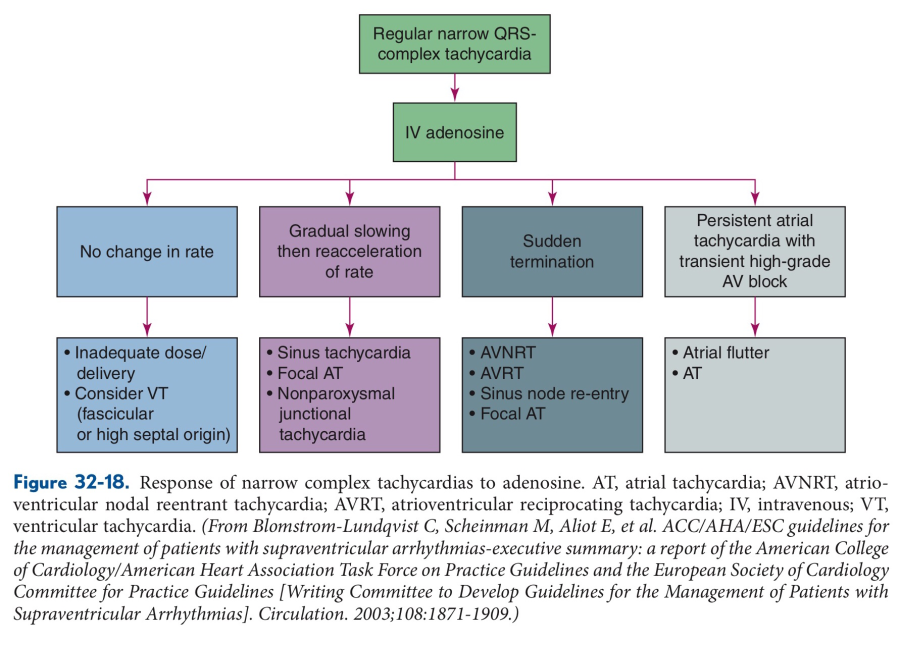 Regular narrow QRS-
complex tachycardia
IV adenosine
No change in rate
Gradual slowing
then reacceleration
of rate
Sudden
termination
Persistent atrial
tachycardia with
transient high-grade
AV block
• Inadequate dose/
delivery
• Consider VT
(fascicular
or high septal origin)
• Sinus tachycardia
• Focal AT
• Nonparoxysmal
junctional
tachycardia
• AVNRT
• AVRT
• Sinus node re-entry
• Focal AT
• Atrial flutter
• AT
Figure 32-18. Response of narrow complex tachycardias to adenosine. AT, atrial tachycardia; AVNRT, atrio-
ventricular nodal reentrant tachycardia; AVRT, atrioventricular reciprocating tachycardia; IV, intravenous; VT,
ventricular tachycardia. (From Blomstrom-Lundqvist C, Scheinman M, Aliot E, et al. ACC/AHA/ESC guidelines for
the management of patients with supraventricular arrhythmias-executive summary: a report of the American College
of Cardiology/American Heart Association Task Force on Practice Guidelines and the European Society of Cardiology
Committee for Practice Guidelines [Writing Committee to Develop Guidelines for the Management of Patients with
Supraventricular Arrhythmias]. Circulation. 2003;108:1871-1909.)